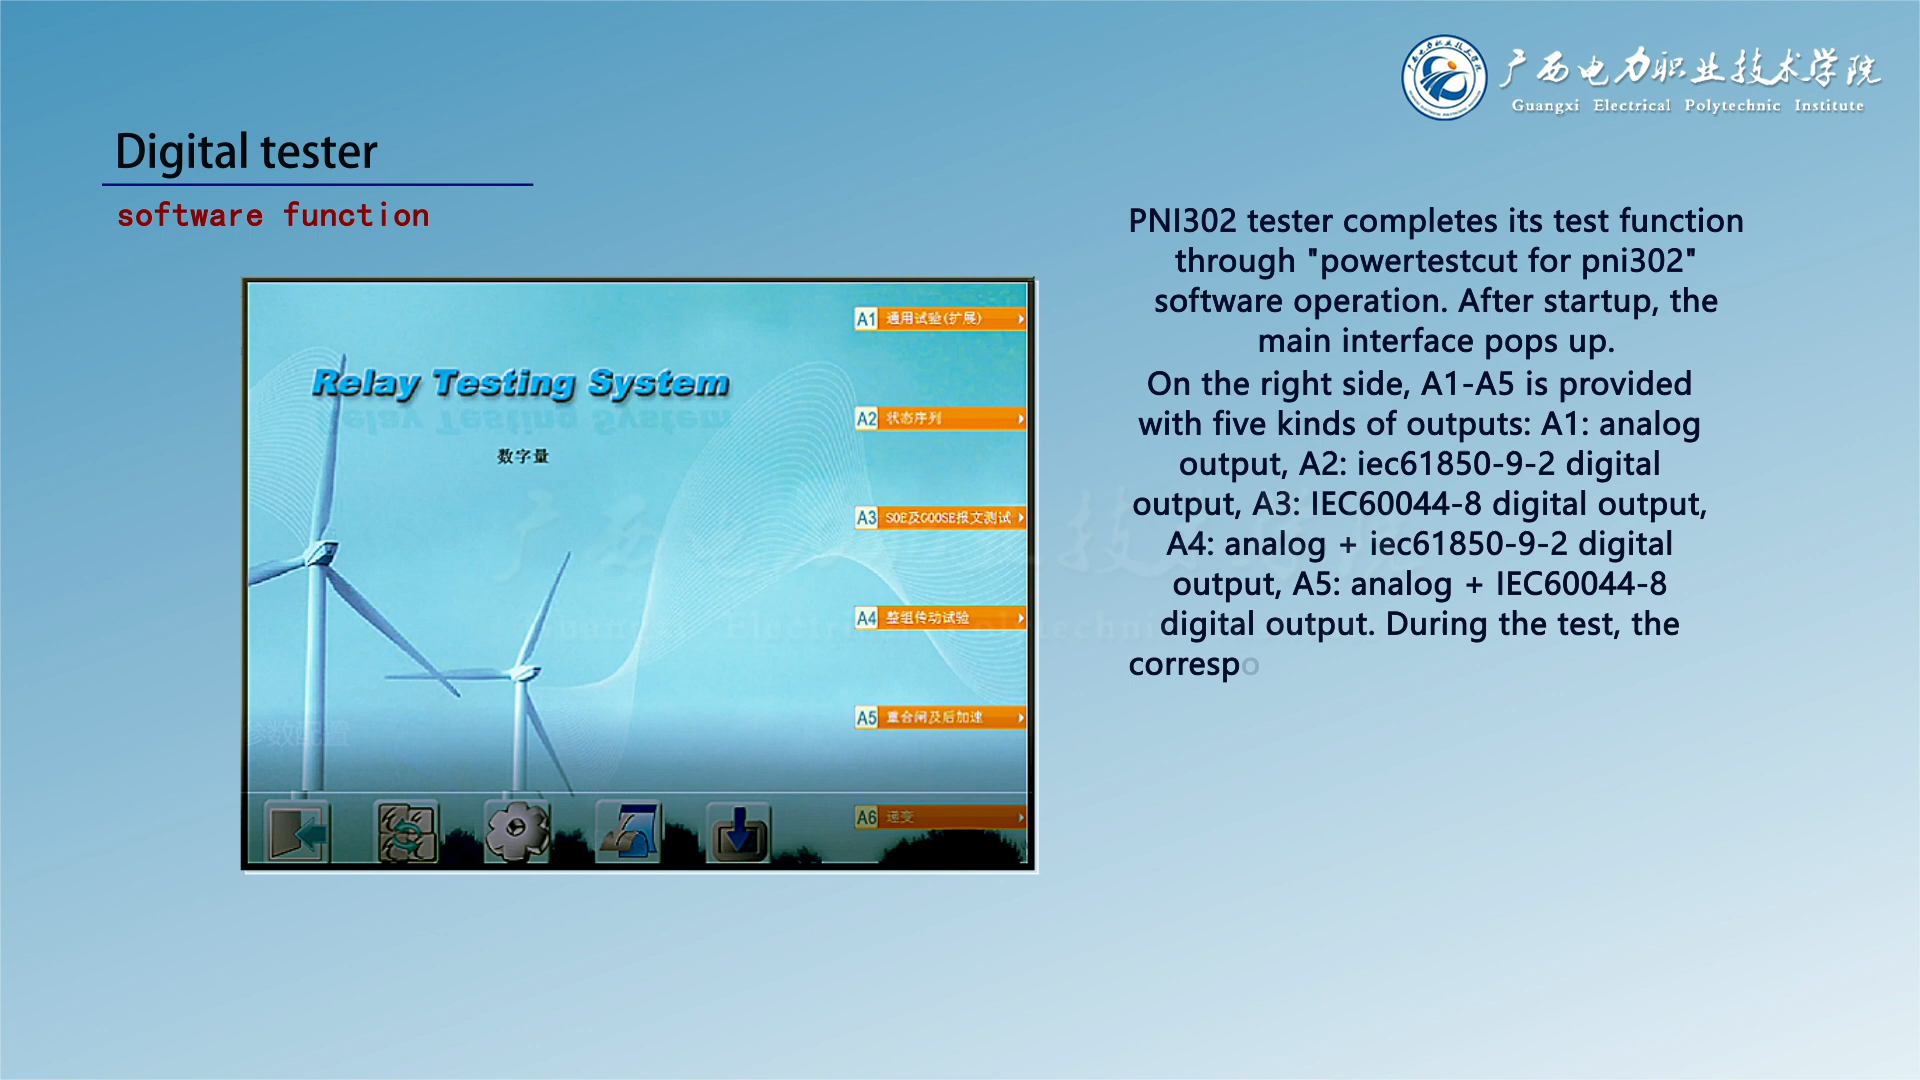 广西电力职业技术学院
Guangxi Electrical Polytechnic Institute
Digital tester
software function
PNI302 tester completes its test function
through "powertestcut for pni302"
software operation. After startup, the
main interface pops up.
On the right side, A1-A5 is provided
with five kinds of outputs: A1: analog
output, A2: iec61850-9-2 digital
output, A3: IEC60044-8 digital output,
A4: analog + iec61850-9-2 digital
output, A5: analog + IEC60044-8
digital output. During the test, the
correspo
Relay Testing System
数字量
A1 通用试验(扩展)
A2 状态序列
A3 SOE及GOOSE报文测试
A4 整组传动试验
A5 重合闸及后加速
A6 递变
参数配置